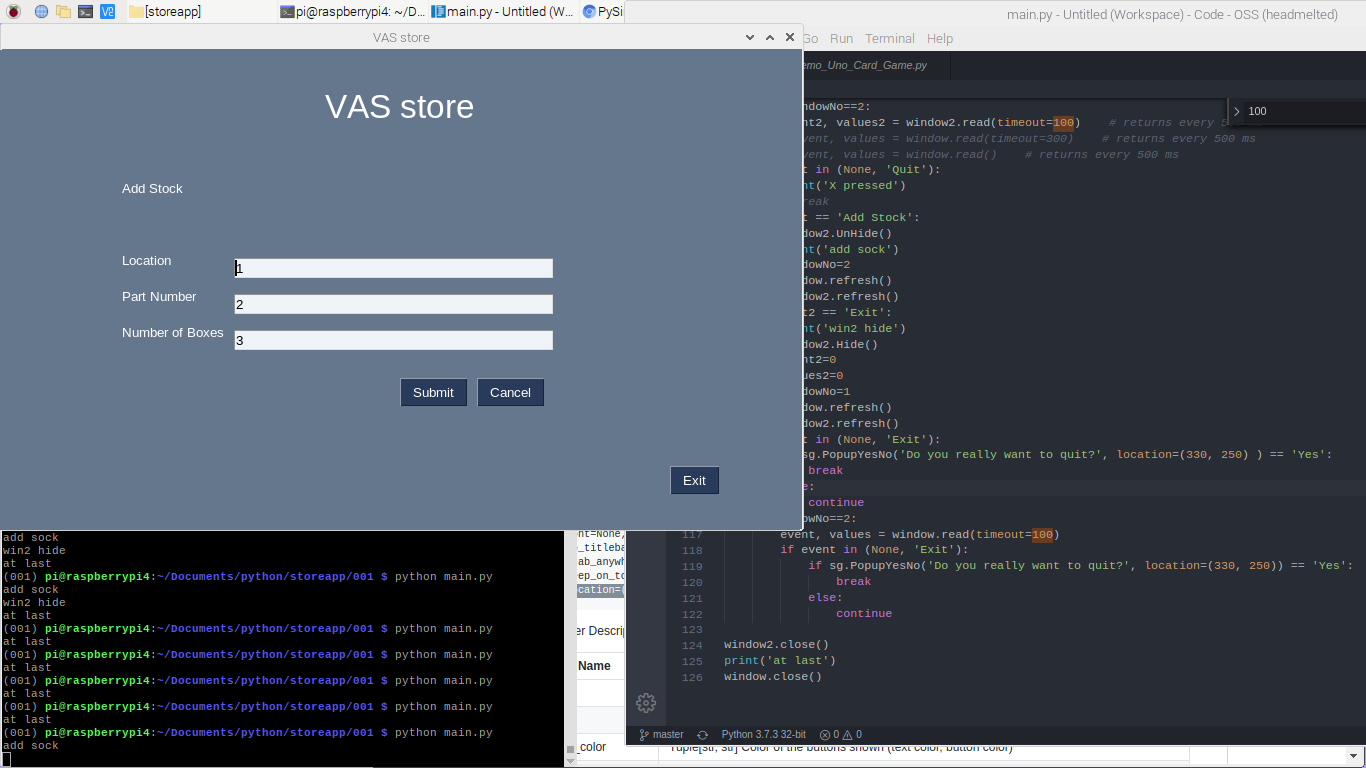 [storeapp]
pi@raspberrypi4: ~/D...
main.py - Untitled (W...
PySi
main.py - Untitled (Workspace) - Code - OSS (headmelted)
VAS store
Go Run Terminal Help
emo_Uno_Card_Game.py
VAS store
Add Stock
Location
1
Part Number
2
Number of Boxes
3
Submit
Cancel
Exit
100
ndowNo==2:
nt2, values2 = window2.read(timeout=100) # returns every 5
vent, values = window.read(timeout=300) # returns every 500 ms
vent, values = window.read() # returns every 500 ms
t in (None, 'Quit'):
nt('X pressed')
reak
t == 'Add Stock':
dow2.UnHide()
nt('add sock')
dowNo=2
dow.refresh()
dow2.refresh()
t2 == 'Exit':
nt('win2 hide')
dow2.Hide()
nt2=0
ues2=0
dowNo=1
dow.refresh()
dow2.refresh()
t in (None, 'Exit'):
sg.PopupYesNo('Do you really want to quit?', location=(330, 250) ) == 'Yes':
break
e:
continue
owNo==2:
117 event, values = window.read(timeout=100)
118 if event in (None, 'Exit'):
119 if sg.PopupYesNo('Do you really want to quit?', location=(330, 250)) == 'Yes':
120 break
121 else:
122 continue
123
124 window2.close()
125 print('at last')
126 window.close()
master Python 3.7.3 32-bit 0 0
add sock
win2 hide
at last
(001) pi@raspberrypi4:~/Documents/python/storeapp/001 $ python main.py
add sock
win2 hide
at last
(001) pi@raspberrypi4:~/Documents/python/storeapp/001 $ python main.py
at last
(001) pi@raspberrypi4:~/Documents/python/storeapp/001 $ python main.py
at last
(001) pi@raspberrypi4:~/Documents/python/storeapp/001 $ python main.py
at last
(001) pi@raspberrypi4:~/Documents/python/storeapp/001 $ python main.py
at last
(001) pi@raspberrypi4:~/Documents/python/storeapp/001 $ python main.py
add sock
nt=None,
_titleba
ab_anywh
ep_on_to
ocation=(
er Descrip
Name
_color
Tuple[str, str] Color of the buttons shown (text color, button color)